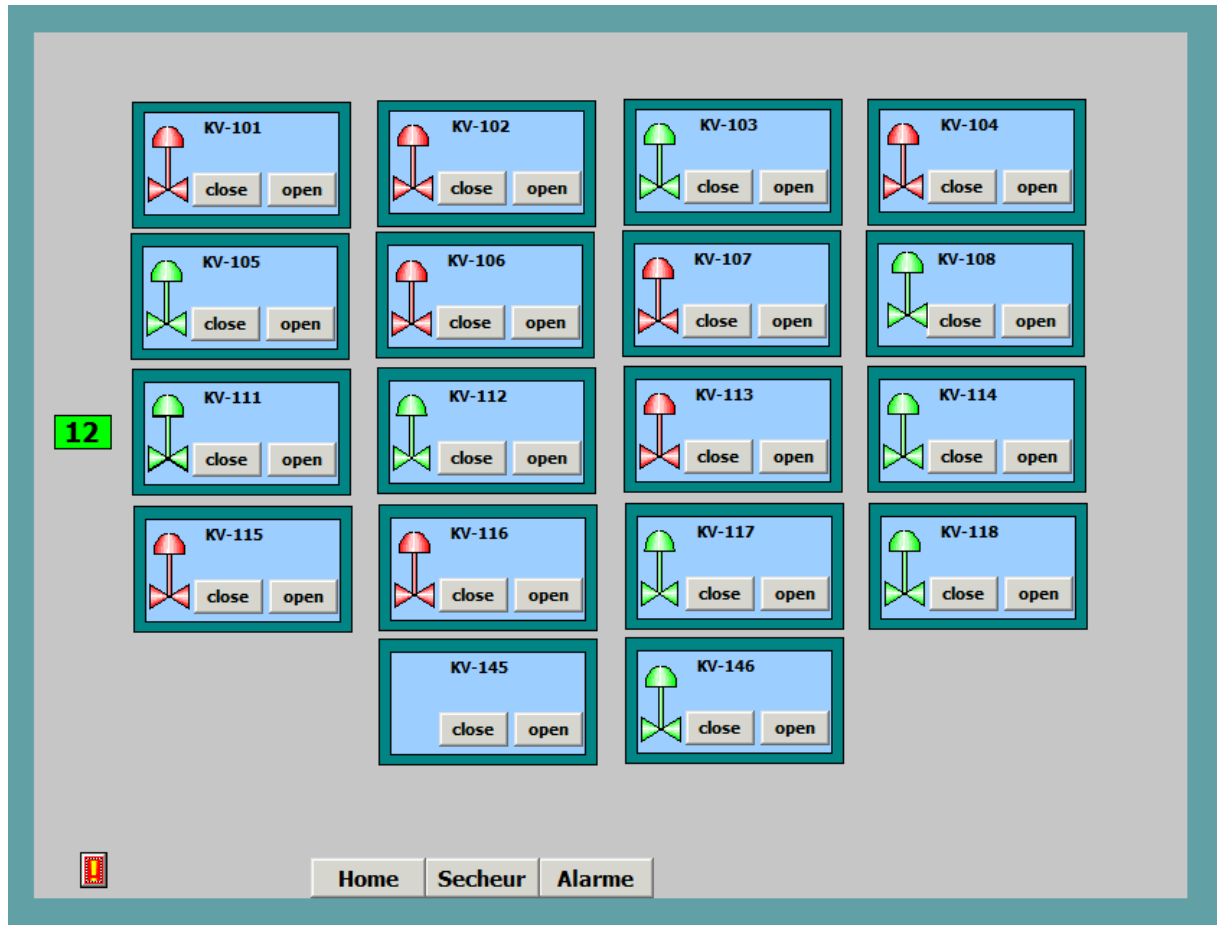 KV-101
close open
KV-102
close open
KV-103
close open
KV-104
close open
KV-105
close open
KV-106
close open
KV-107
close open
KV-108
close open
12
KV-111
close open
KV-112
close open
KV-113
close open
KV-114
close open
KV-115
close open
KV-116
close open
KV-117
close open
KV-118
close open
KV-145
close open
KV-146
close open
!
Home Secheur Alarme